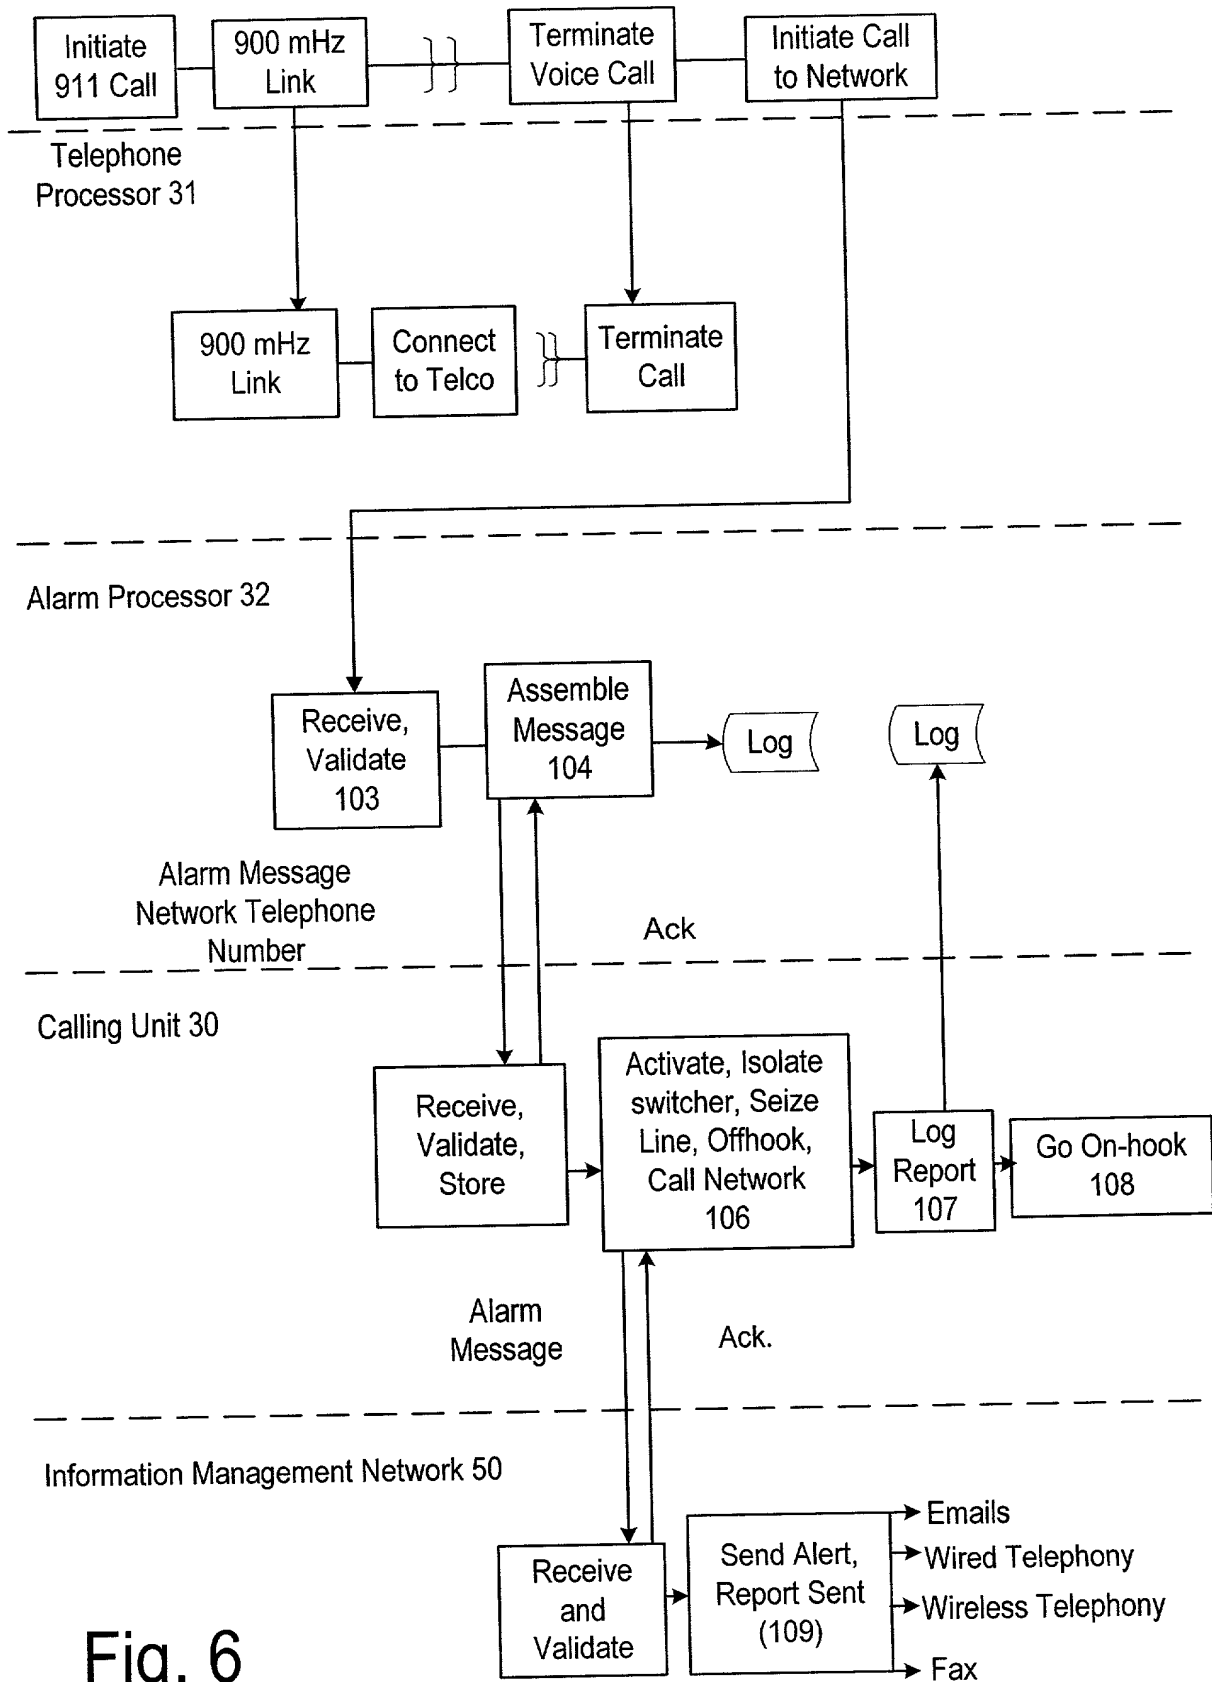 Initiate
911 Call
900 mHz
Link
Terminate
Voice Call
Initiate Call
to Network
Telephone
Processor 31
900 mHz
Link
Connect
to Telco
Terminate
Call
Alarm Processor 32
Receive,
Validate
103
Assemble
Message
104
Log
Log
Alarm Message
Network Telephone
Number
Ack
Calling Unit 30
Receive,
Validate,
Store
Activate, Isolate
switcher, Seize
Line, Offhook,
Call Network
106
Log
Report
107
Go On-hook
108
Alarm
Message
Ack.
Information Management Network 50
Receive
and
Validate
Send Alert,
Report Sent
(109)
Emails
Wired Telephony
Wireless Telephony
Fax
Fig. 6